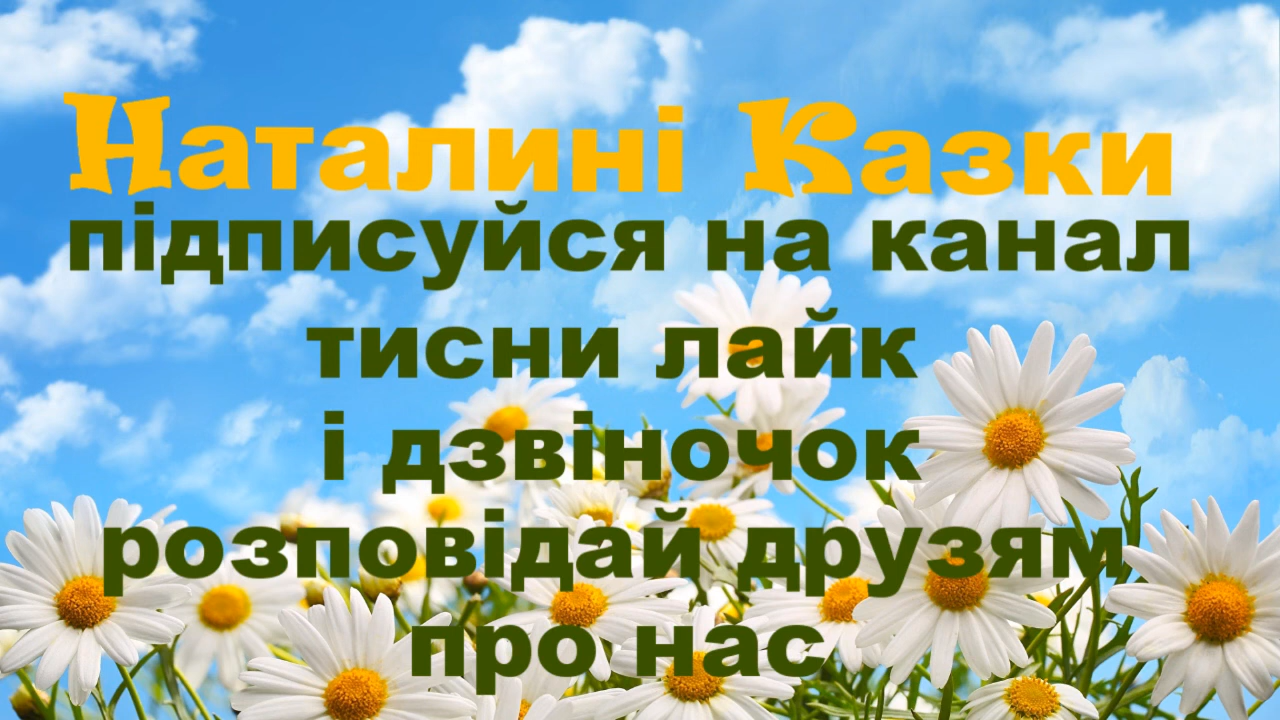 Наталині Казки
підписуйся на канал
тисни лайк
і дзвіночок
розповідай друзям
про нас